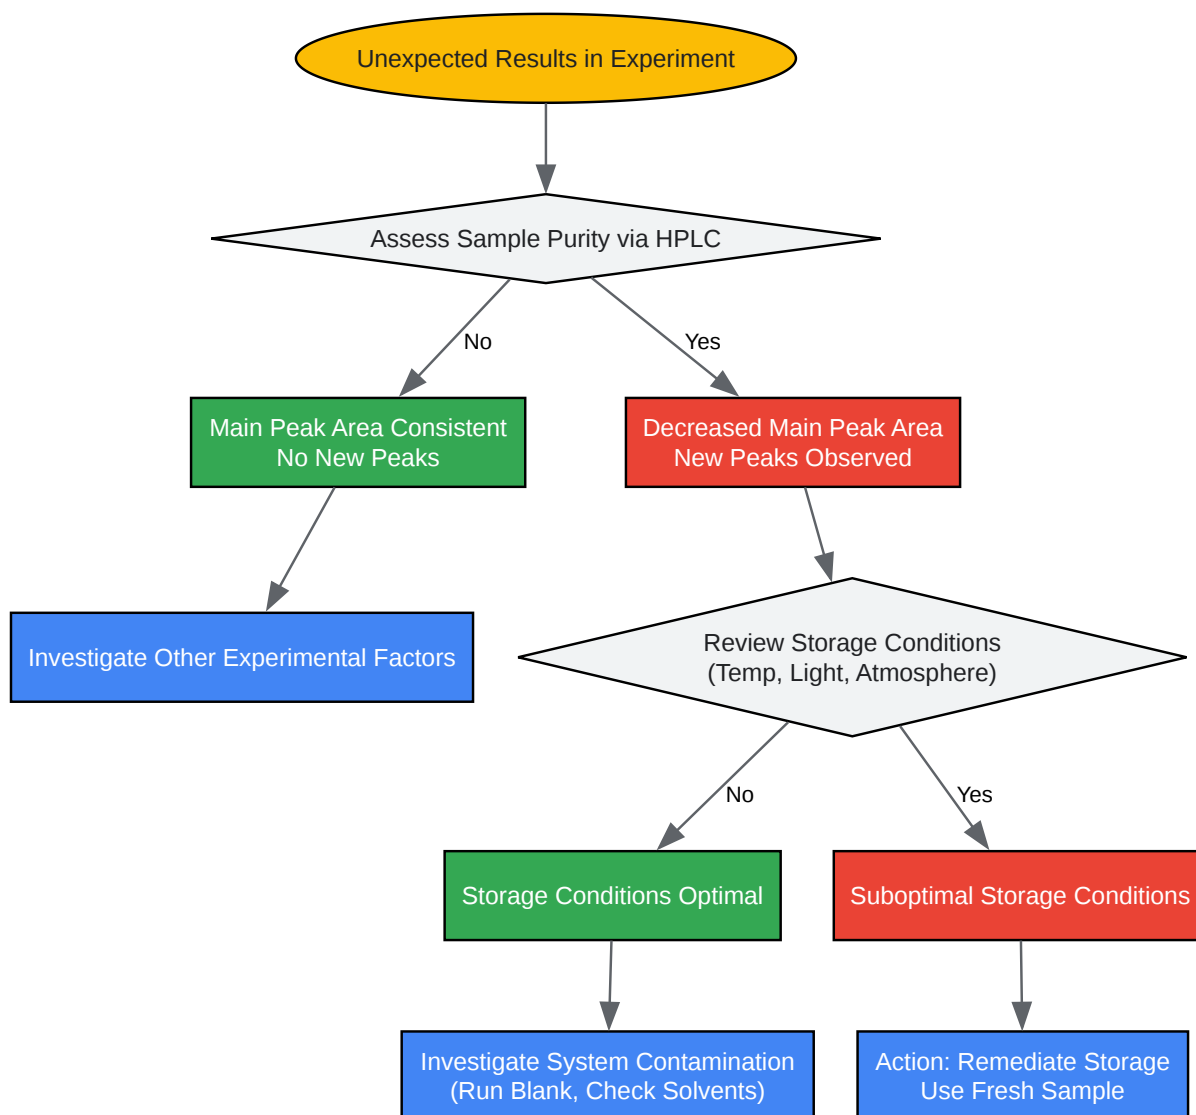 Unexpected Results in Experiment
Assess Sample Purity via HPLC
No
Yes
Main Peak Area Consistent
No New Peaks
Decreased Main Peak Area
New Peaks Observed
Investigate Other Experimental Factors
Review Storage Conditions
(Temp, Light, Atmosphere)
No
Yes
Storage Conditions Optimal
Suboptimal Storage Conditions
Investigate System Contamination
(Run Blank, Check Solvents)
Action: Remediate Storage
Use Fresh Sample